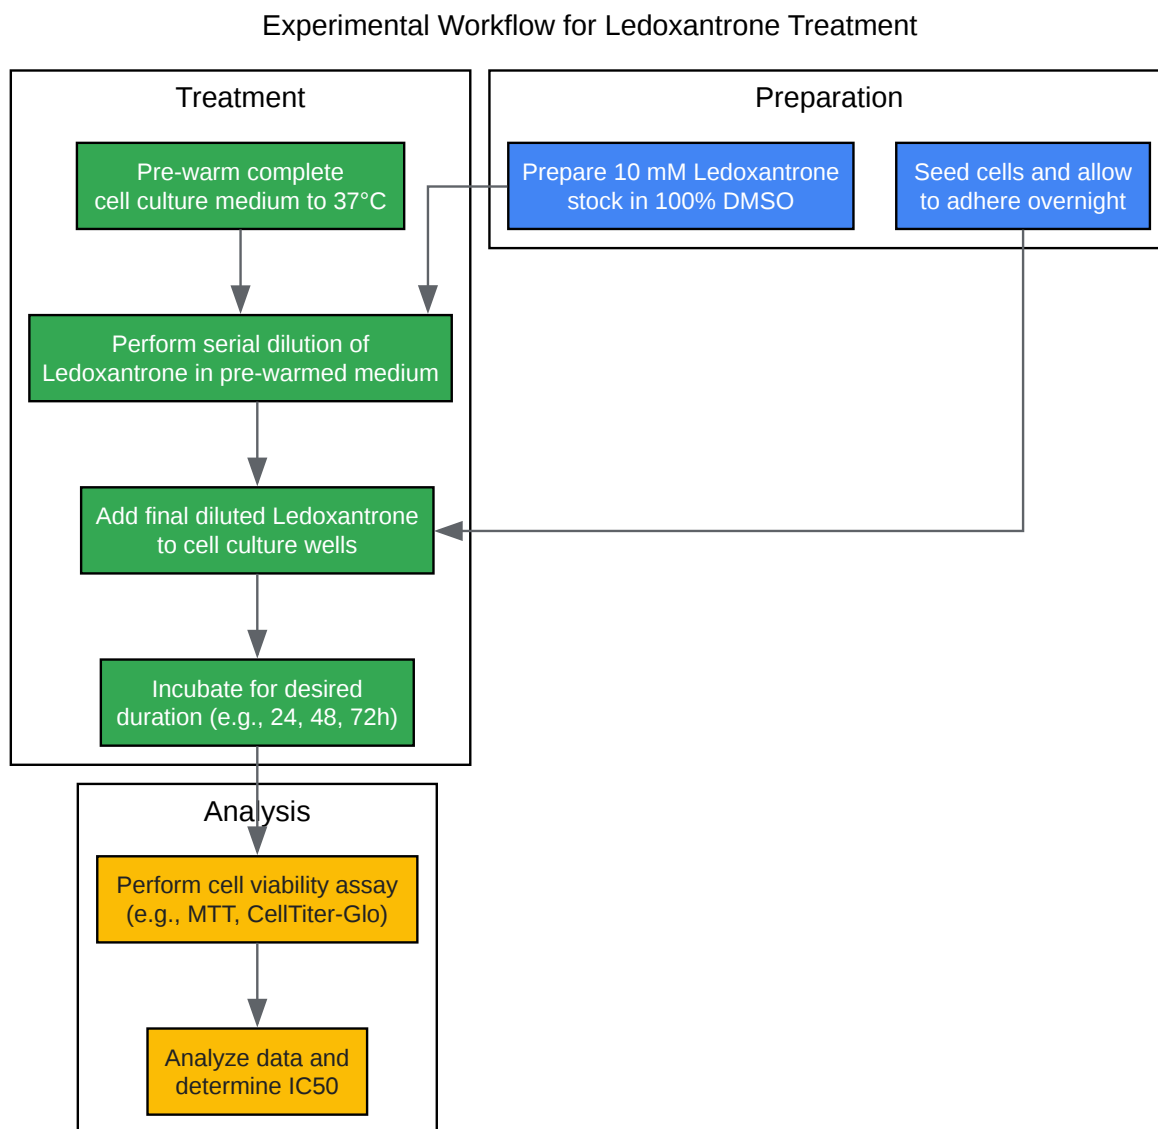 Experimental Workflow for Ledoxantrone Treatment
Treatment
Pre-warm complete
cell culture medium to 37°C
Perform serial dilution of
Ledoxantrone in pre-warmed medium
Add final diluted Ledoxantrone
to cell culture wells
Incubate for desired
duration (e.g., 24, 48, 72h)
Preparation
Prepare 10 mM Ledoxantrone
stock in 100% DMSO
Seed cells and allow
to adhere overnight
Analysis
Perform cell viability assay
(e.g., MTT, CellTiter-Glo)
Analyze data and
determine IC50